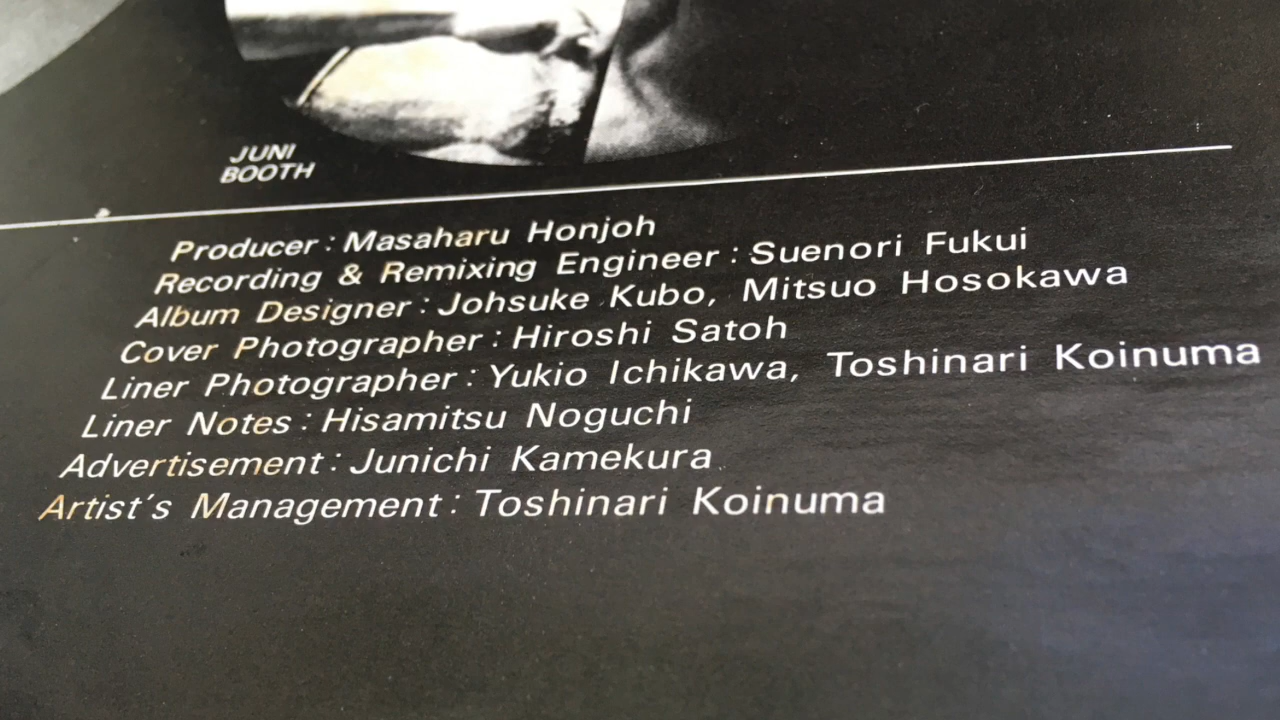 JUNI
BOOTH
Producer : Masaharu Honjoh
Recording & Remixing Engineer : Suenori Fukui
Album Designer : Johsuke Kubo, Mitsuo Hosokawa
Cover Photographer : Hiroshi Satoh
Liner Photographer : Yukio Ichikawa, Toshinari Koinuma
Liner Notes : Hisamitsu Noguchi
Advertisement : Junichi Kamekura
Artist's Management : Toshinari Koinuma